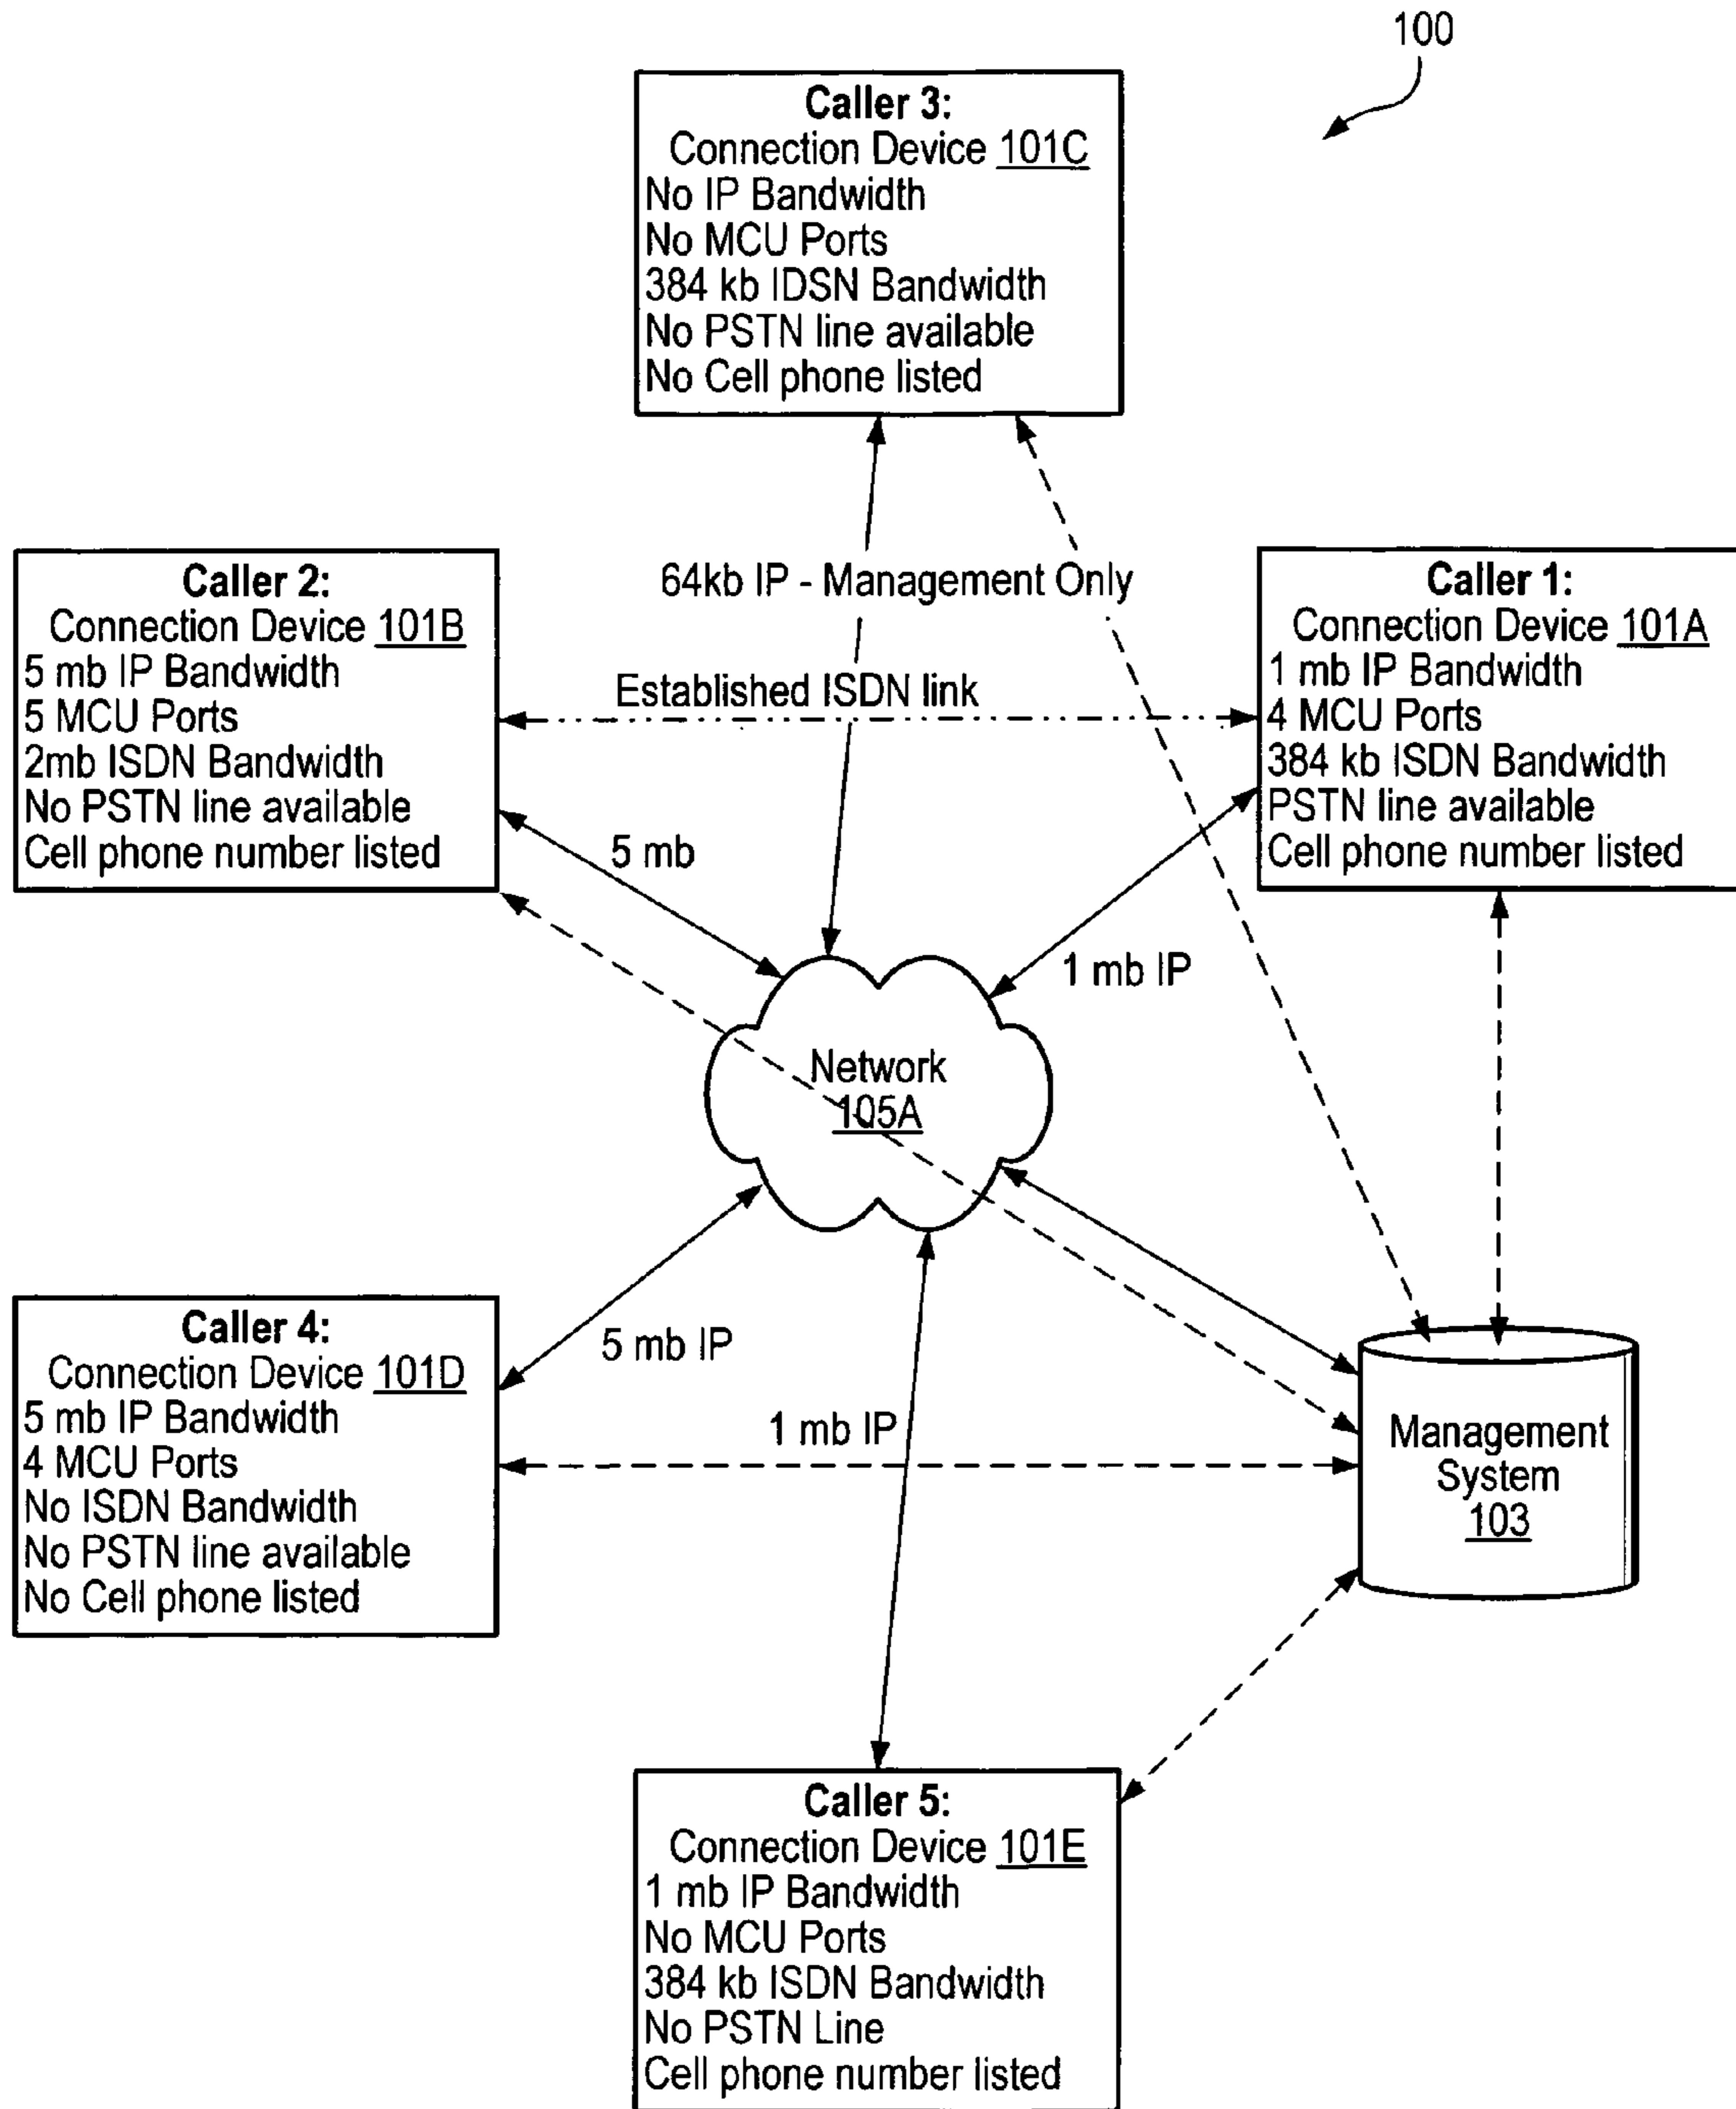 100
Caller 3:
Connection Device 101C
No IP Bandwidth
No MCU Ports
384 kb IDSN Bandwidth
No PSTN line available
No Cell phone listed
Caller 2:
Connection Device 101B
5 mb IP Bandwidth
5 MCU Ports
2mb ISDN Bandwidth
No PSTN line available
Cell phone number listed
64kb IP - Management Only
Established ISDN link
Caller 1:
Connection Device 101A
1 mb IP Bandwidth
4 MCU Ports
384 kb ISDN Bandwidth
PSTN line available
Cell phone number listed
5 mb
1 mb IP
Network
105A
Caller 4:
Connection Device 101D
5 mb IP Bandwidth
4 MCU Ports
No ISDN Bandwidth
No PSTN line available
No Cell phone listed
5 mb IP
1 mb IP
Management
System
103
Caller 5:
Connection Device 101E
1 mb IP Bandwidth
No MCU Ports
384 kb ISDN Bandwidth
No PSTN Line
Cell phone number listed